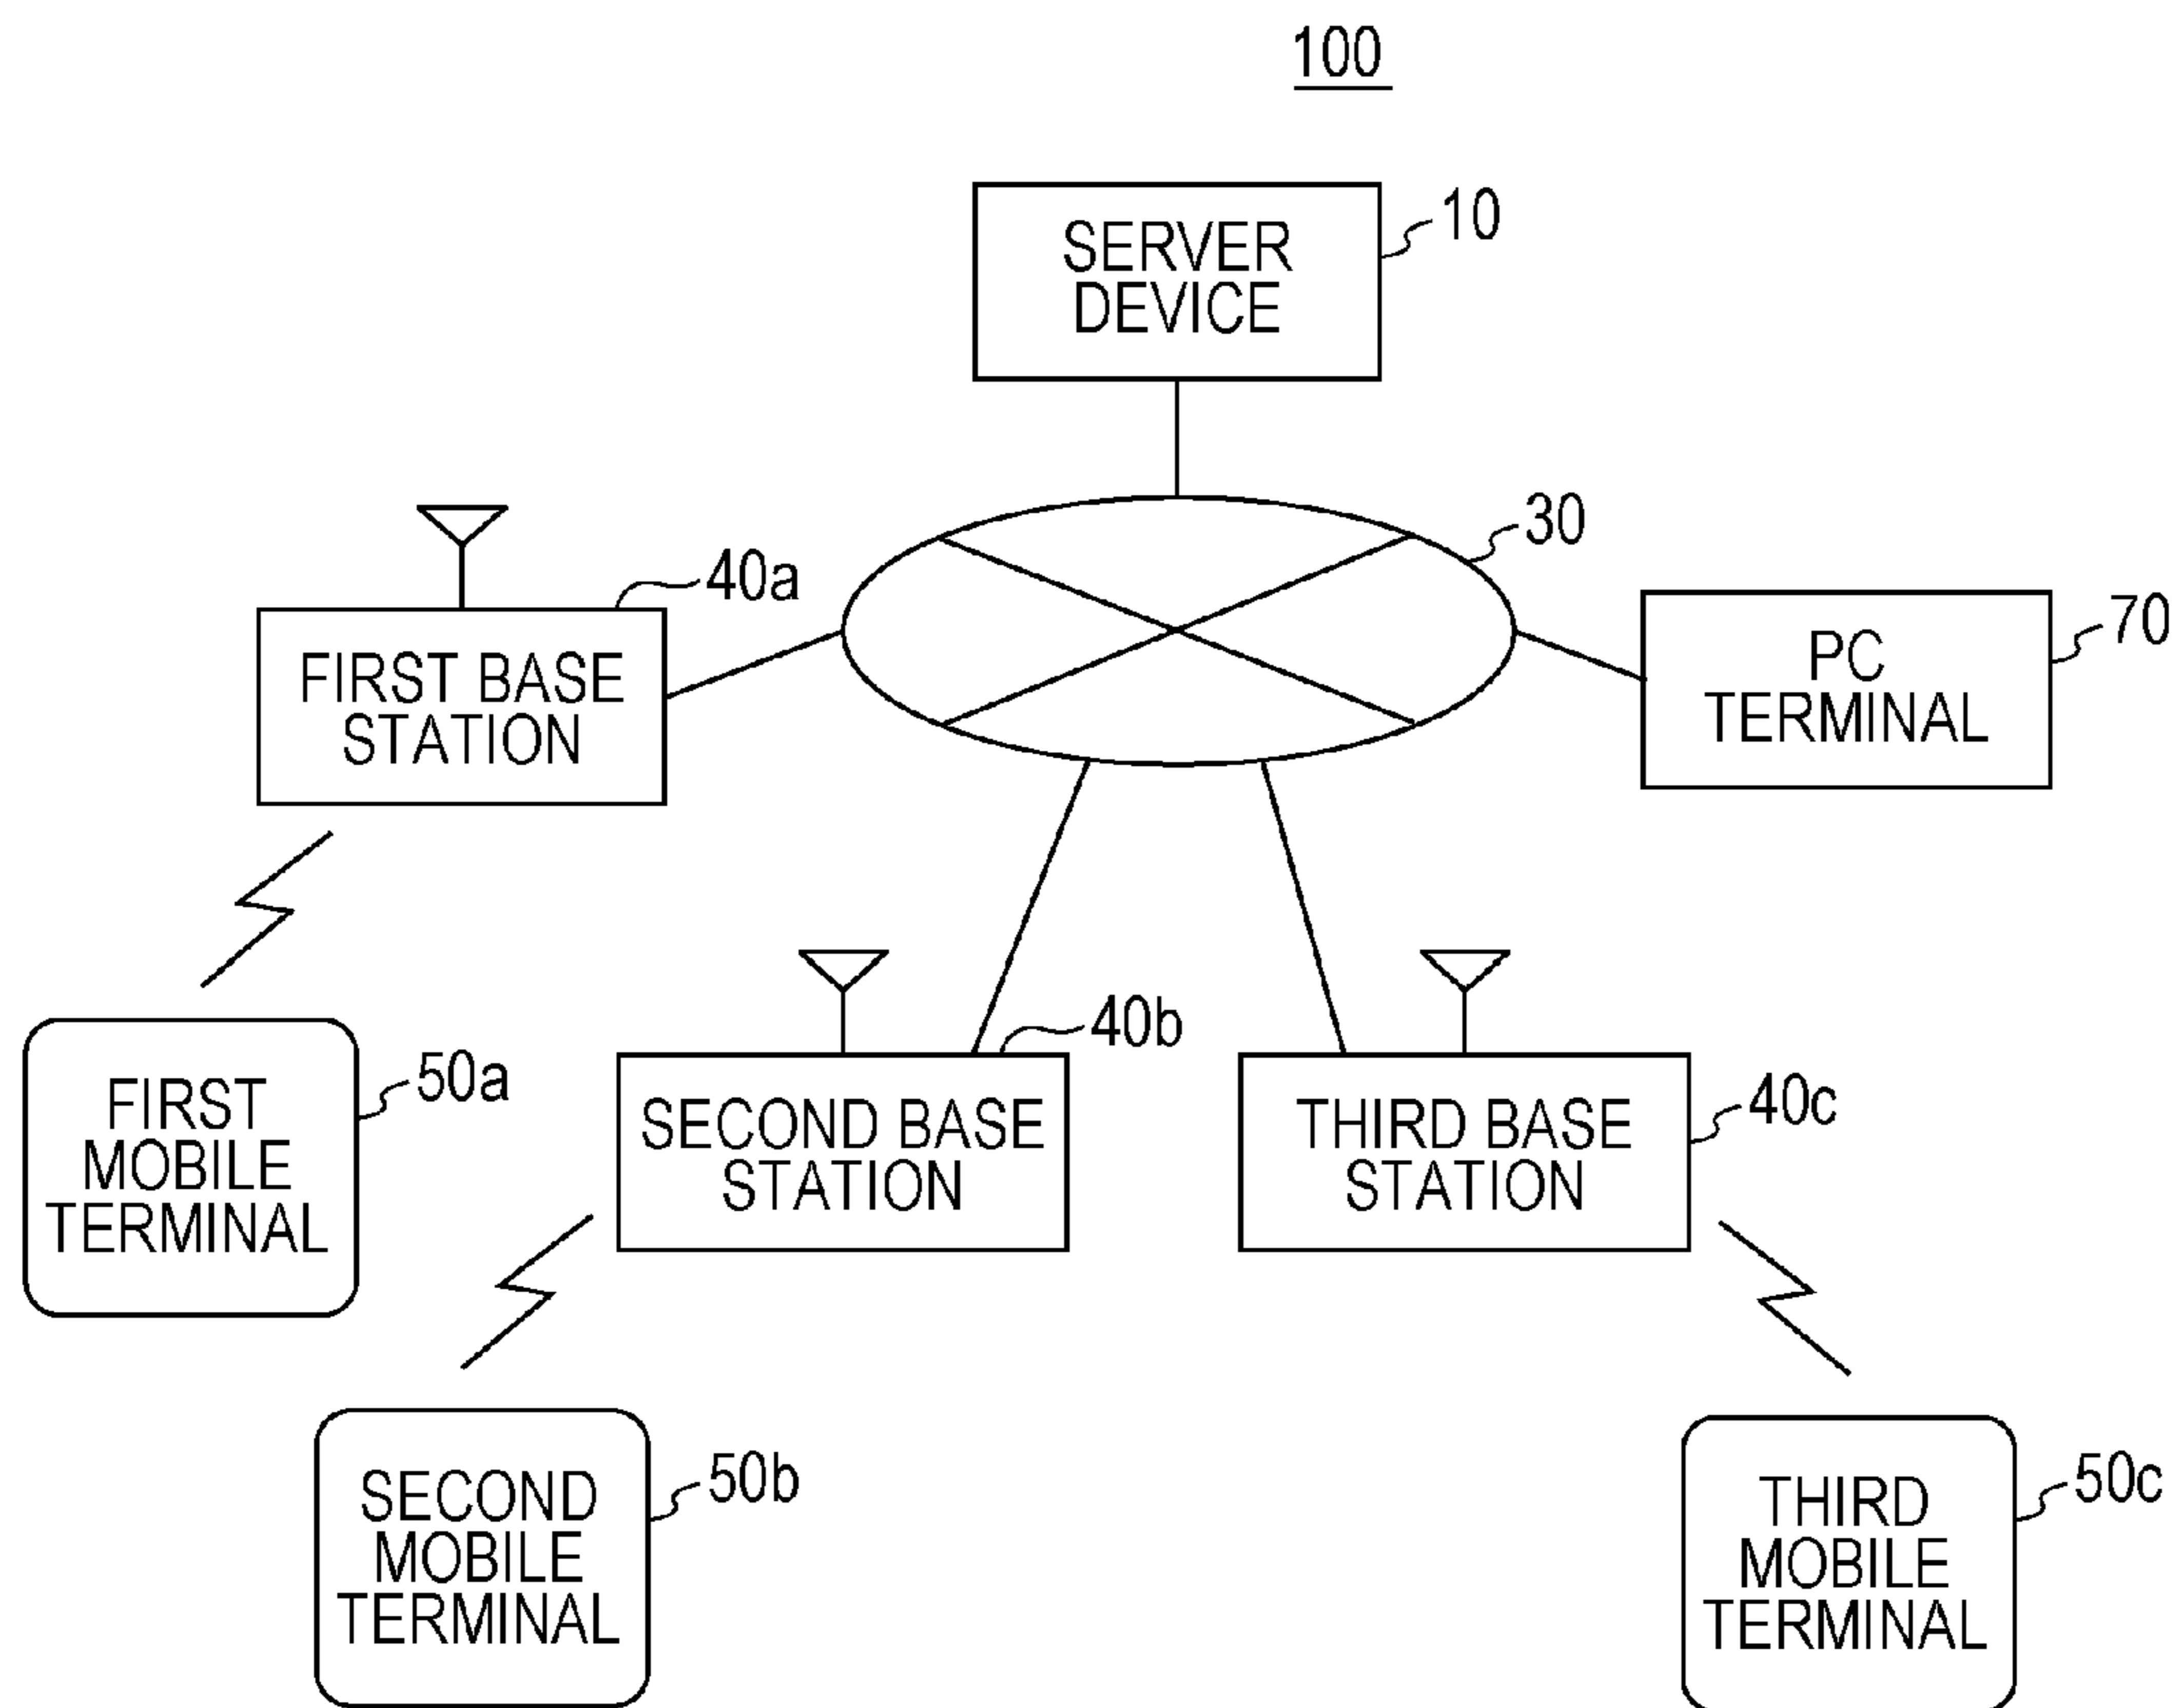 100
SERVER
DEVICE
10
30
40a
FIRST BASE
STATION
PC
TERMINAL
70
FIRST
MOBILE
TERMINAL
50a
40b
SECOND BASE
STATION
THIRD BASE
STATION
40c
SECOND
MOBILE
TERMINAL
50b
THIRD
MOBILE
TERMINAL
50c